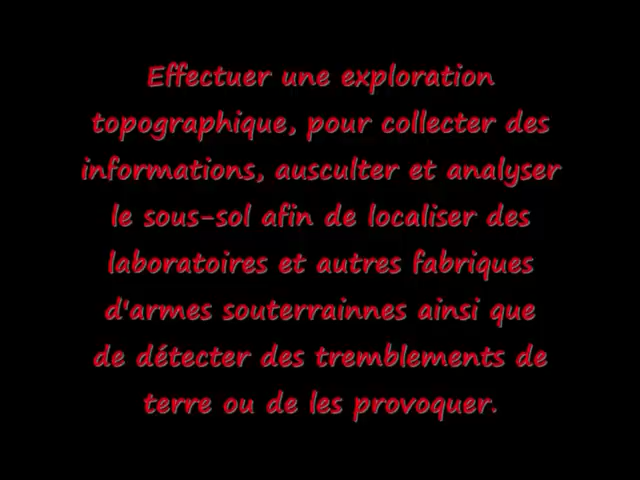 Effectuer une exploration
topographique, pour collecter des
informations, ausculter et analyser
le sous-sol afin de localiser des
laboratoires et autres fabriques
d'armes souterrainnes ainsi que
de détecter des tremblements de
terre ou de les provoquer.